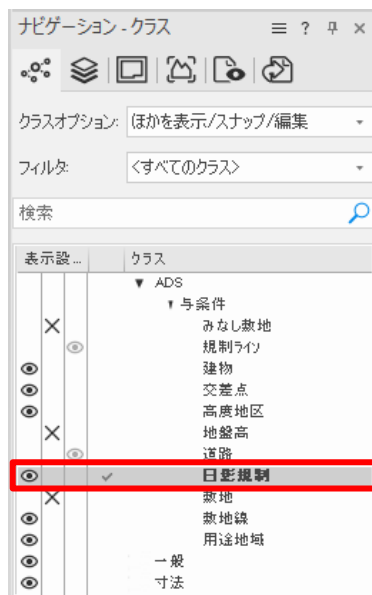 ナビゲーション - クラス
クラスオプション: ほかを表示/スナップ/編集
フィルタ: <すべてのクラス>
検索
表示設... クラス
ADS
与条件
みなし敷地
規制ライン
建物
交差点
高度地区
地盤高
道路
日影規制
敷地
敷地線
用途地域
一般
寸法